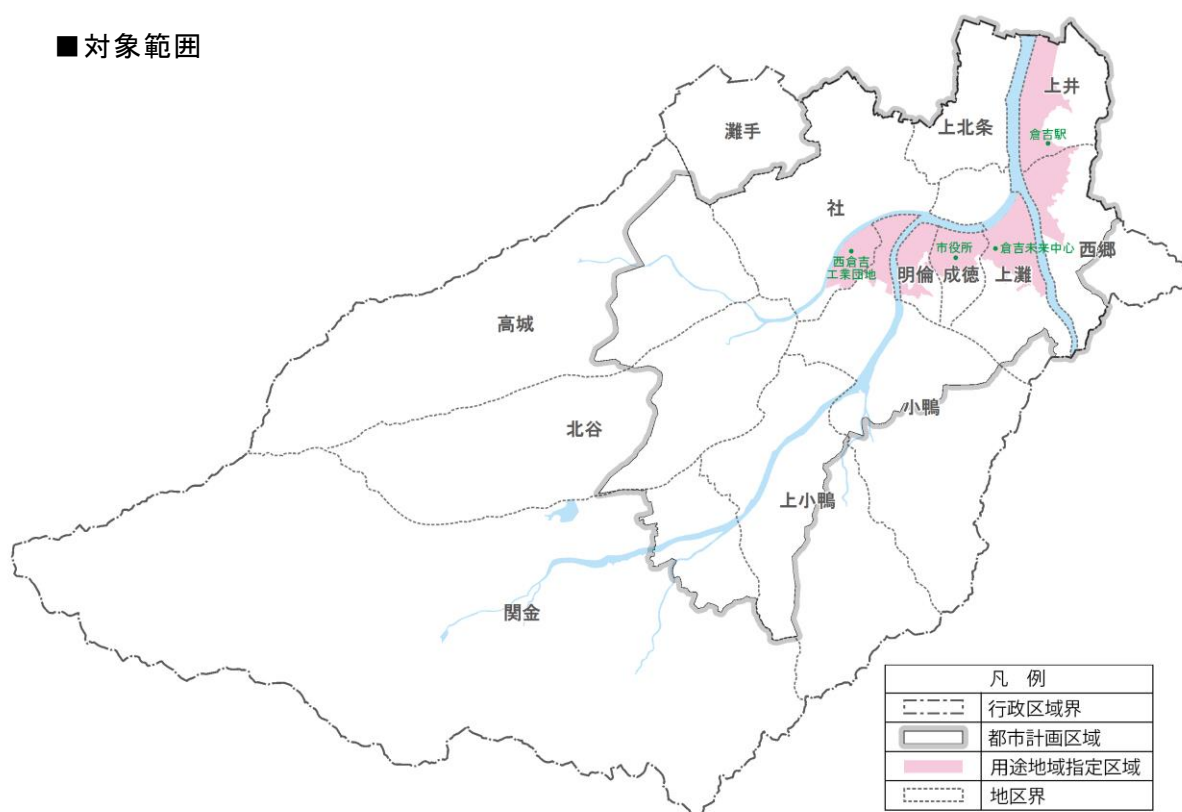 ■対象範囲
上井
灘手
上北条
倉吉駅
社
西郷
市役所
倉吉未来中心
西倉吉
工業団地
明倫
成徳
上灘
高城
小鴨
北谷
上小鴨
関金
凡 例
行政区域界
都市計画区域
用途地域指定区域
地区界